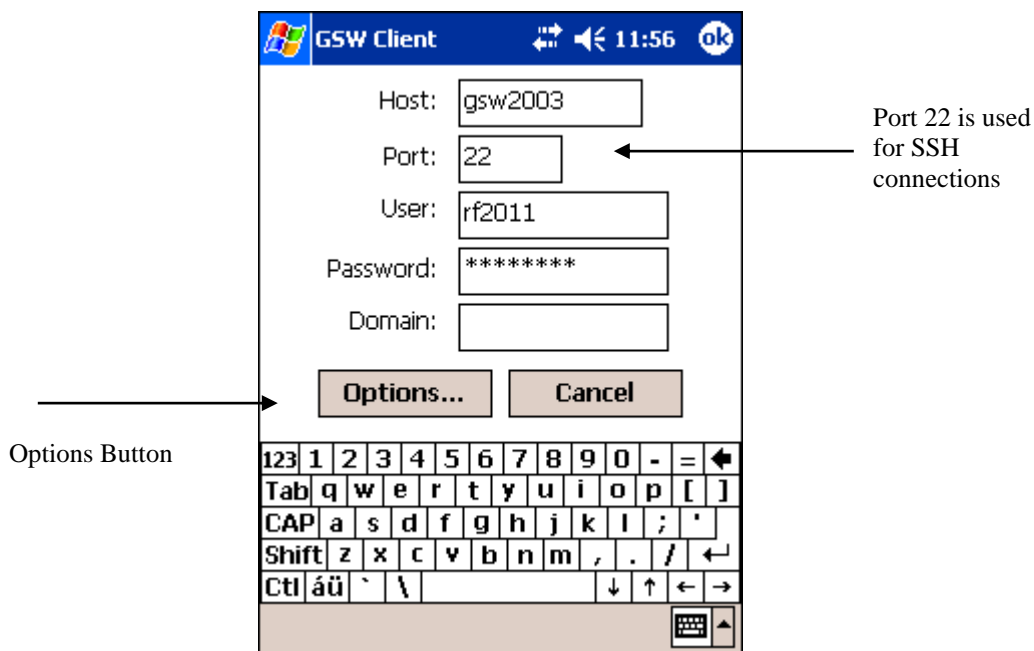 GSW Client 11:56 ok
Host: gsw2003
Port: 22
Port 22 is used
for SSH
connections
User: rf2011
Password: ********
Domain:
Options... Cancel
Options Button
123 1 2 3 4 5 6 7 8 9 0 - =
Tab q w e r t y u i o p [ ]
CAP a s d f g h j k l ; '
Shift z x c v b n m , . /
Ctl áü ` \